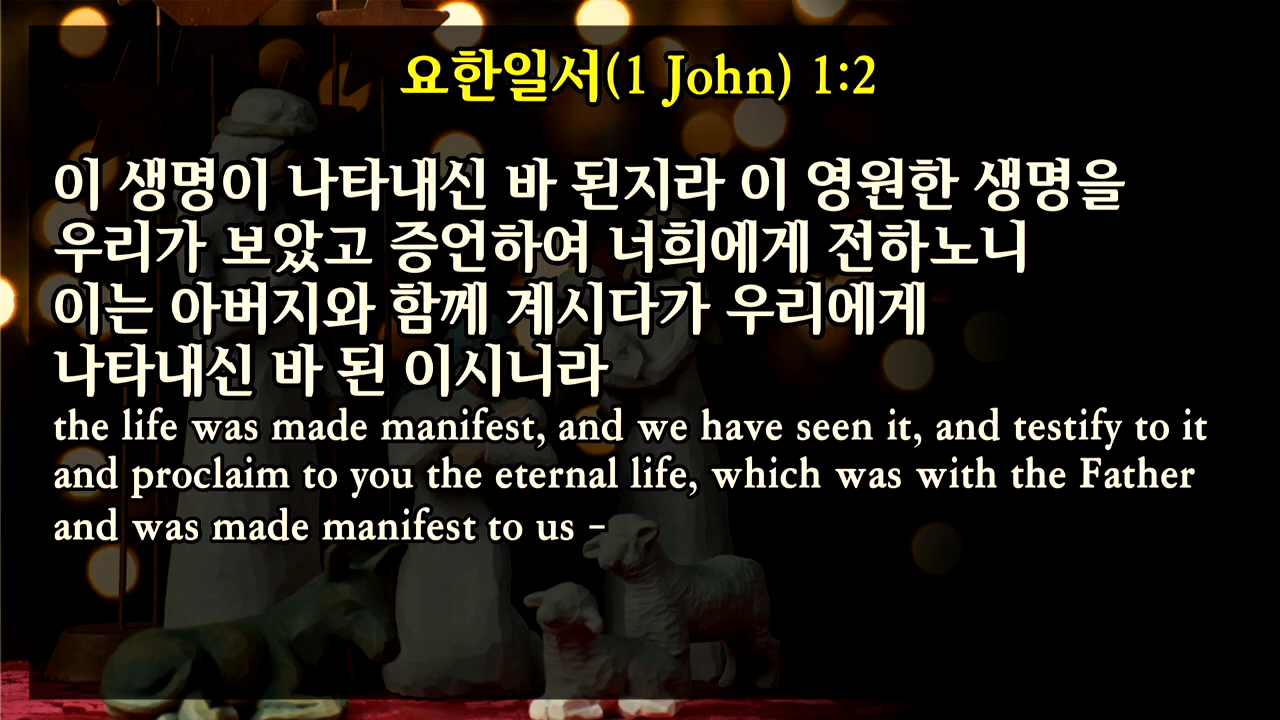 요한일서(1 John) 1:2
이 생명이 나타내신 바 된지라 이 영원한 생명을
우리가 보았고 증언하여 너희에게 전하노니
이는 아버지와 함께 계시다가 우리에게
나타내신 바 된 이시니라
the life was made manifest, and we have seen it, and testify to it
and proclaim to you the eternal life, which was with the Father
and was made manifest to us -